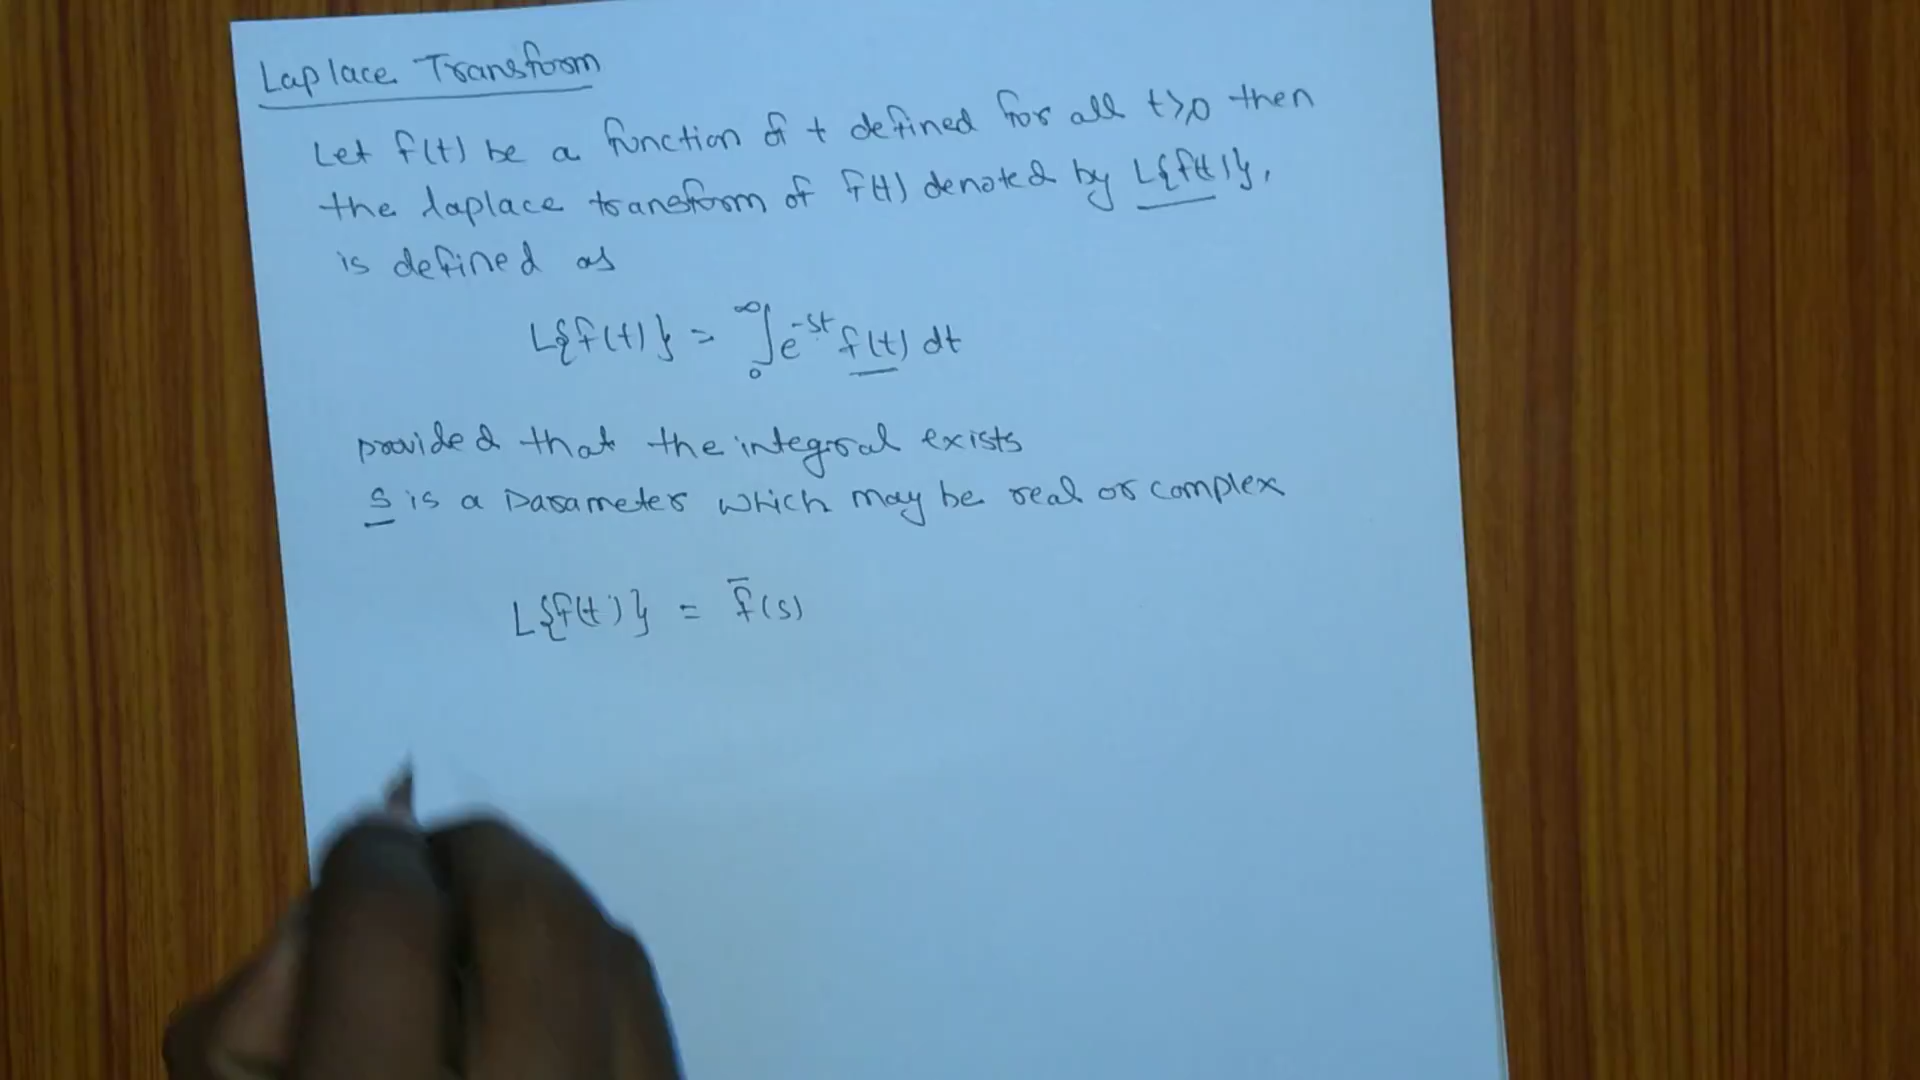 Laplace Transform
Let f(t) be a function of t defined for all t≥0 then
the laplace transform of f(t) denoted by L{f(t)},
is defined as
L{f(t)} = ∫₀^∞ e^-st f(t) dt
provided that the integral exists
s is a parameter which may be real or complex
L{f(t)} = f̄(s)